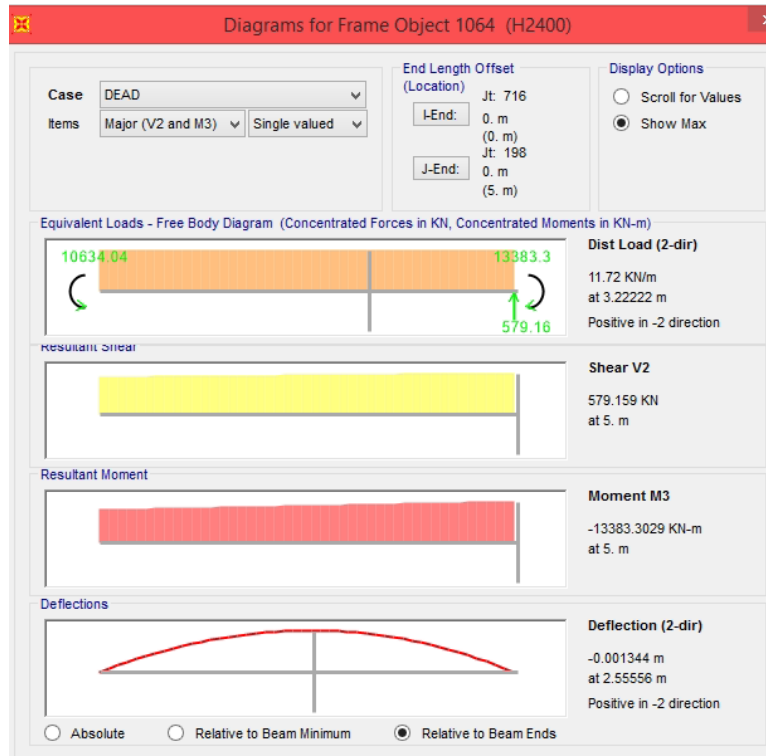 Diagrams for Frame Object 1064 (H2400)
Case DEAD
Items Major (V2 and M3) Single valued
End Length Offset
(Location)
Jt: 716
I-End: 0. m
(0. m)
Jt: 198
J-End: 0. m
(5. m)
Display Options
Scroll for Values
Show Max
Equivalent Loads - Free Body Diagram (Concentrated Forces in KN, Concentrated Moments in KN-m)
10634.04
13383.3
579.16
Dist Load (2-dir)
11.72 KN/m
at 3.22222 m
Positive in -2 direction
Resultant Shear
Shear V2
579.159 KN
at 5. m
Resultant Moment
Moment M3
-13383.3029 KN-m
at 5. m
Deflections
Deflection (2-dir)
-0.001344 m
at 2.55556 m
Positive in -2 direction
Absolute Relative to Beam Minimum Relative to Beam Ends